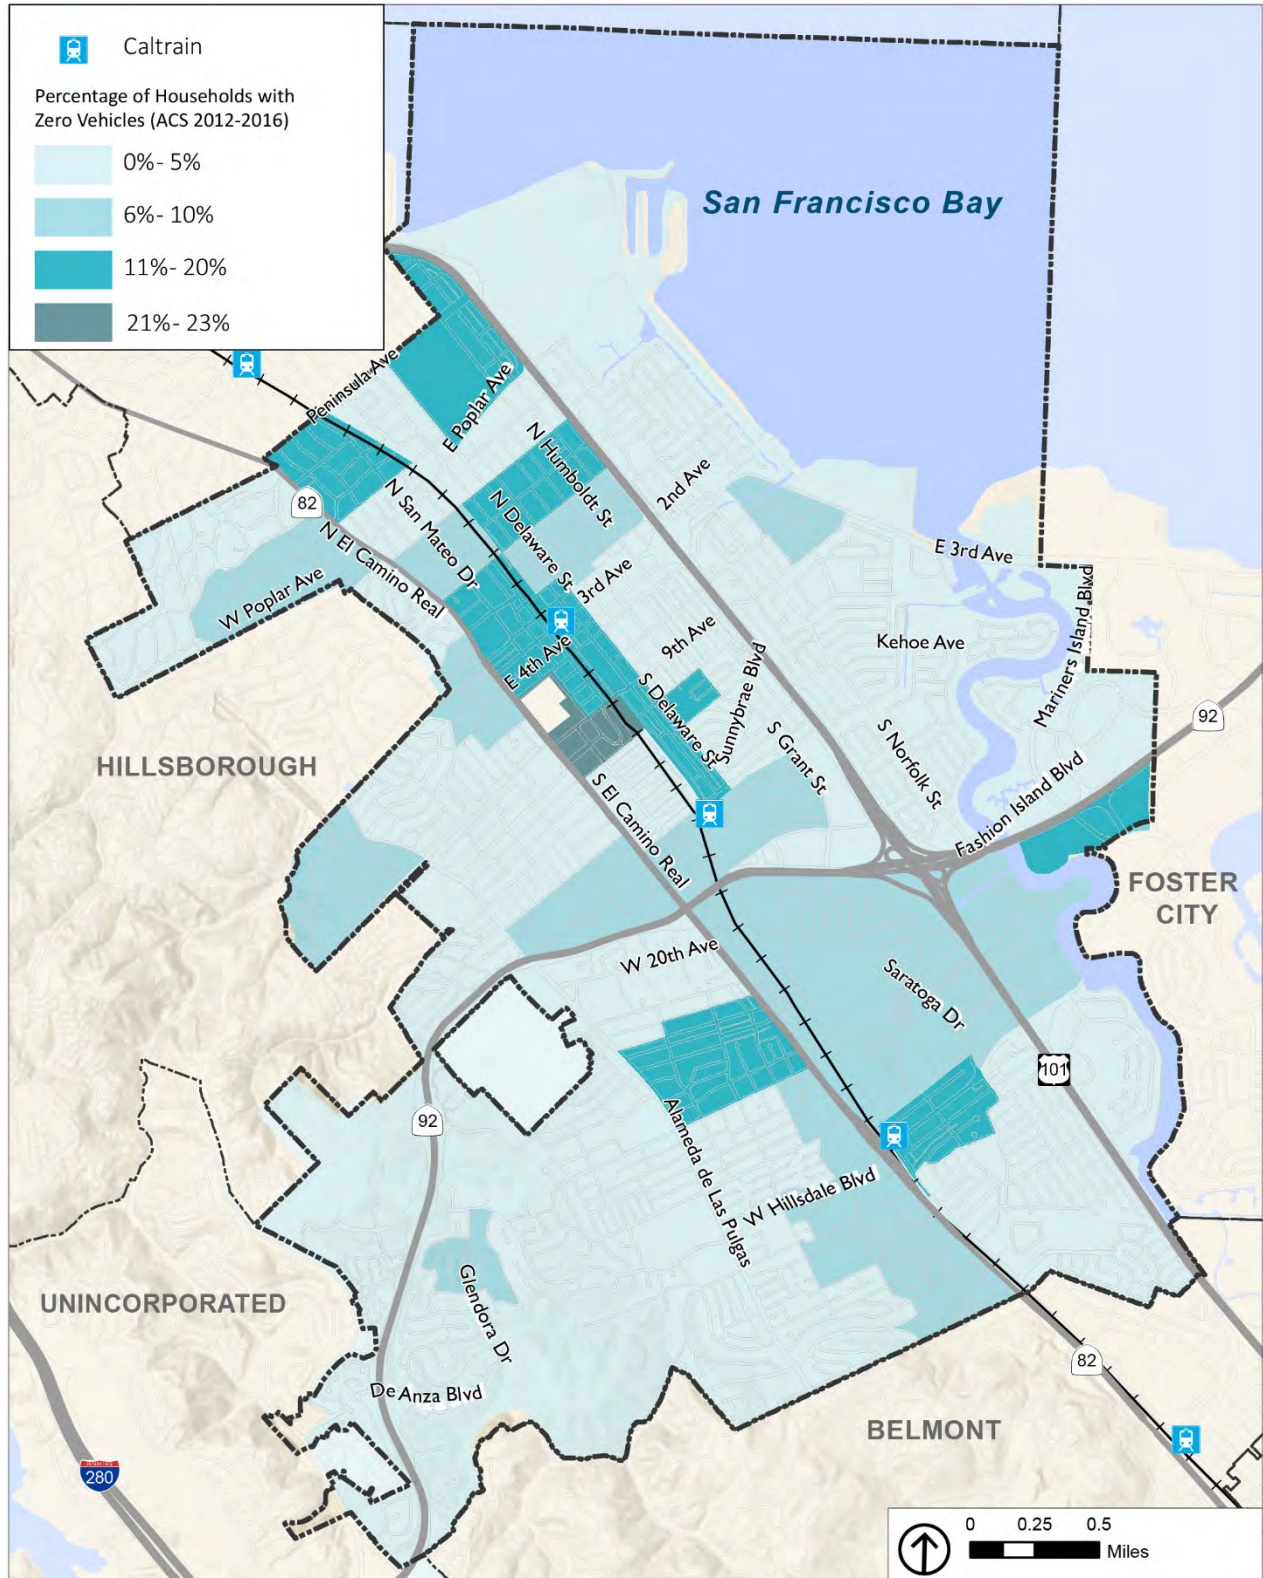 Caltrain
Percentage of Households with
Zero Vehicles (ACS 2012-2016)
0%- 5%
6%- 10%
11%- 20%
21%- 23%
San Francisco Bay
Peninsula Ave
E Poplar Ave
N Humboldt St
2nd Ave
82
N San Mateo Dr
N Delaware St
N El Camino Real
E 3rd Ave
3rd Ave
W Poplar Ave
9th Ave
Kehoe Ave
Mariners Island Blvd
E 4th Ave
S Delaware St
Sunnybrae Blvd
92
S Grant St
S Norfolk St
HILLSBOROUGH
Fashion Island Blvd
S El Camino Real
FOSTER
CITY
W 20th Ave
Saratoga Dr
101
92
Alameda de Las Pulgas
W Hillsdale Blvd
Glendora Dr
UNINCORPORATED
82
De Anza Blvd
BELMONT
INTERSTATE
280
0 0.25 0.5
Miles